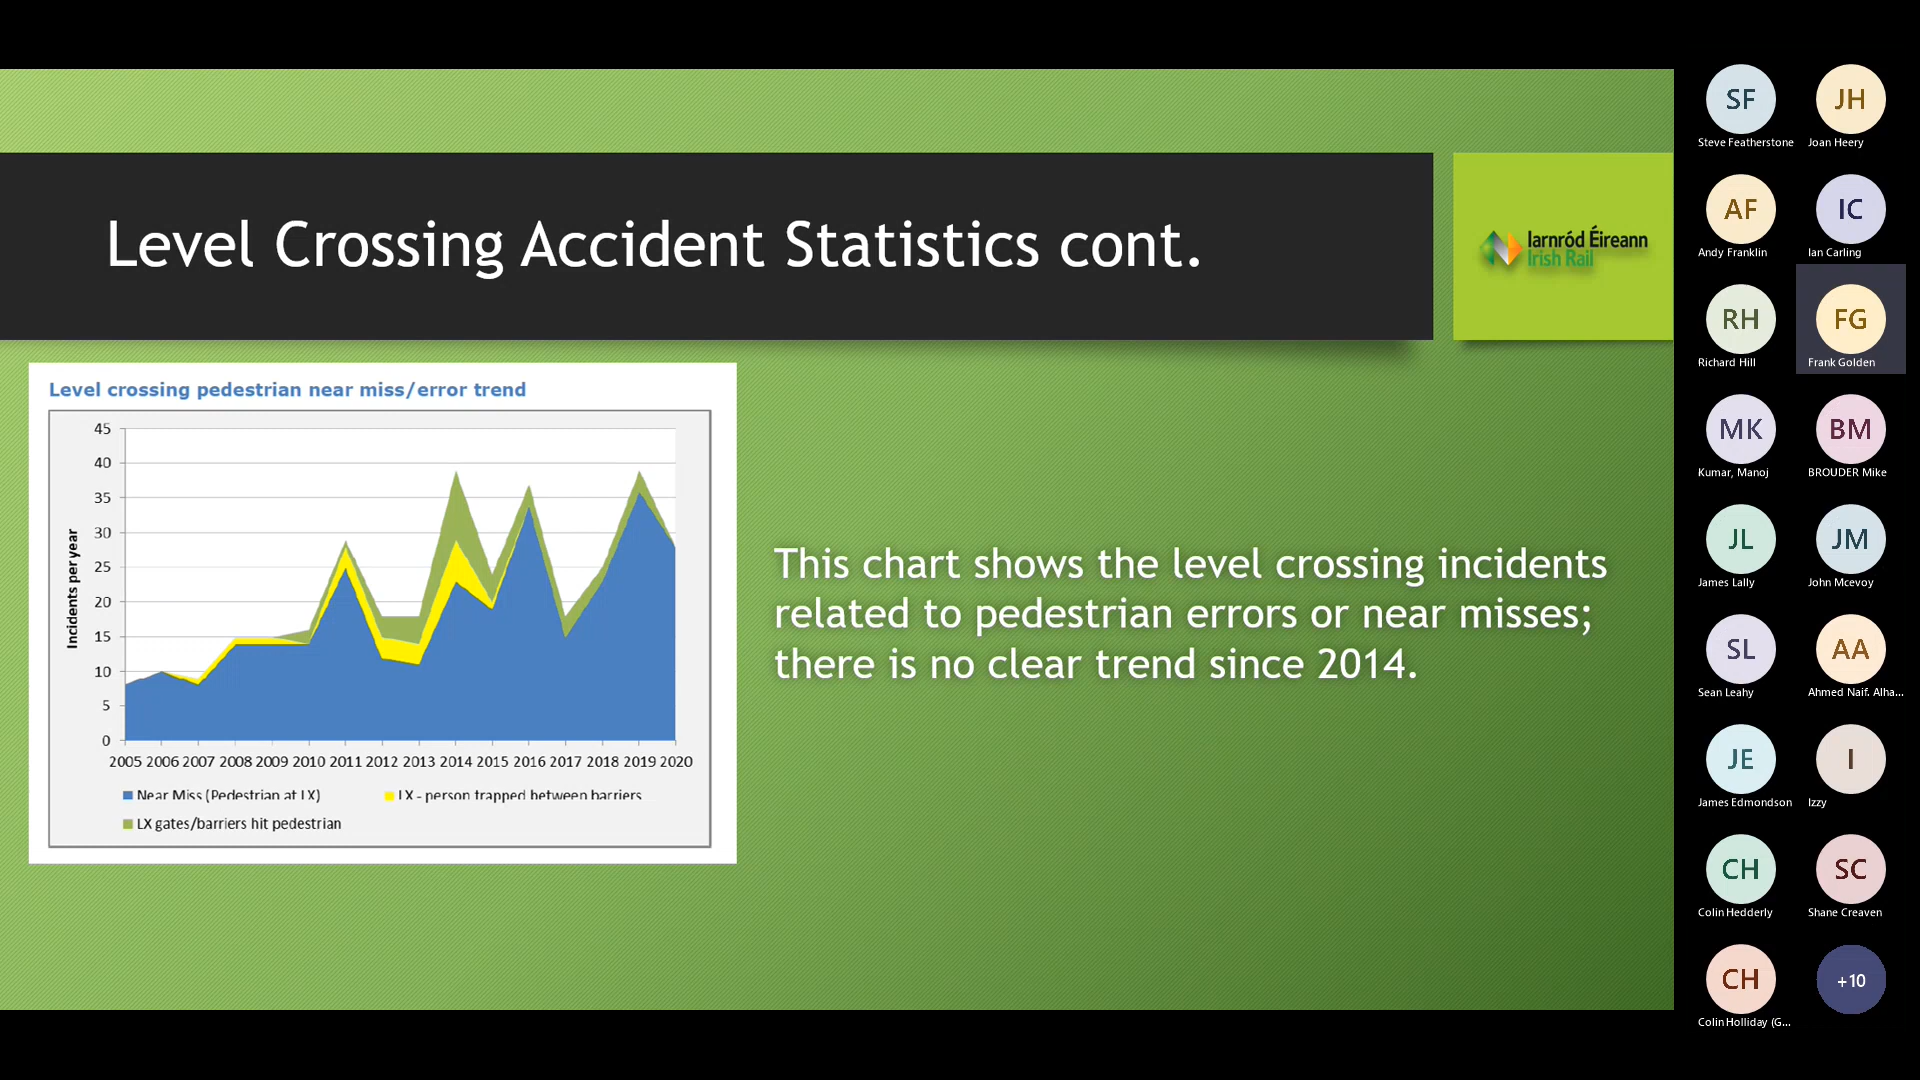 Level Crossing Accident Statistics cont.
Iarnród Éireann
Irish Rail
Level crossing pedestrian near miss/error trend
Incidents per year
45
40
35
30
25
20
15
10
5
0
2005 2006 2007 2008 2009 2010 2011 2012 2013 2014 2015 2016 2017 2018 2019 2020
Near Miss (Pedestrian at LX)
LX - person trapped between barriers
LX gates/barriers hit pedestrian
This chart shows the level crossing incidents
related to pedestrian errors or near misses;
there is no clear trend since 2014.
SF
Steve Featherstone
JH
Joan Heery
AF
Andy Franklin
IC
Ian Carling
RH
Richard Hill
FG
Frank Golden
MK
Kumar, Manoj
BM
BROUDER Mike
JL
James Lally
JM
John Mcevoy
SL
Sean Leahy
AA
Ahmed Naif. Alha...
JE
James Edmondson
I
Izzy
CH
Colin Hedderly
SC
Shane Creaven
CH
Colin Holliday (G...
+10